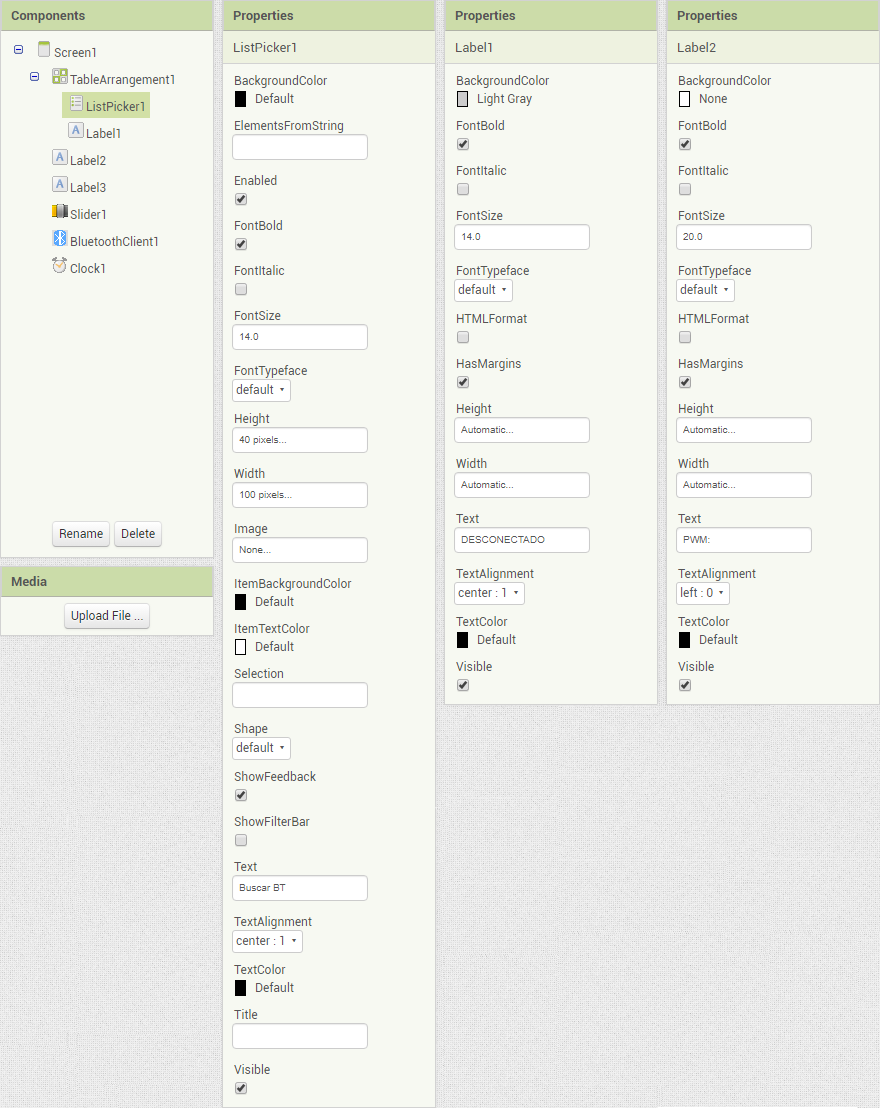 Components
Screen1
TableArrangement1
ListPicker1
Label1
Label2
Label3
Slider1
BluetoothClient1
Clock1
Rename Delete
Media
Upload File ...
Properties
ListPicker1
BackgroundColor
Default
ElementsFromString
Enabled
FontBold
FontItalic
FontSize
14.0
FontTypeface
default
Height
40 pixels...
Width
100 pixels...
Image
None...
ItemBackgroundColor
Default
ItemTextColor
Default
Selection
Shape
default
ShowFeedback
ShowFilterBar
Text
Buscar BT
TextAlignment
center : 1
TextColor
Default
Title
Visible
Properties
Label1
BackgroundColor
Light Gray
FontBold
FontItalic
FontSize
14.0
FontTypeface
default
HTMLFormat
HasMargins
Height
Automatic...
Width
Automatic...
Text
DESCONECTADO
TextAlignment
center : 1
TextColor
Default
Visible
Properties
Label2
BackgroundColor
None
FontBold
FontItalic
FontSize
20.0
FontTypeface
default
HTMLFormat
HasMargins
Height
Automatic...
Width
Automatic...
Text
PWM:
TextAlignment
left : 0
TextColor
Default
Visible